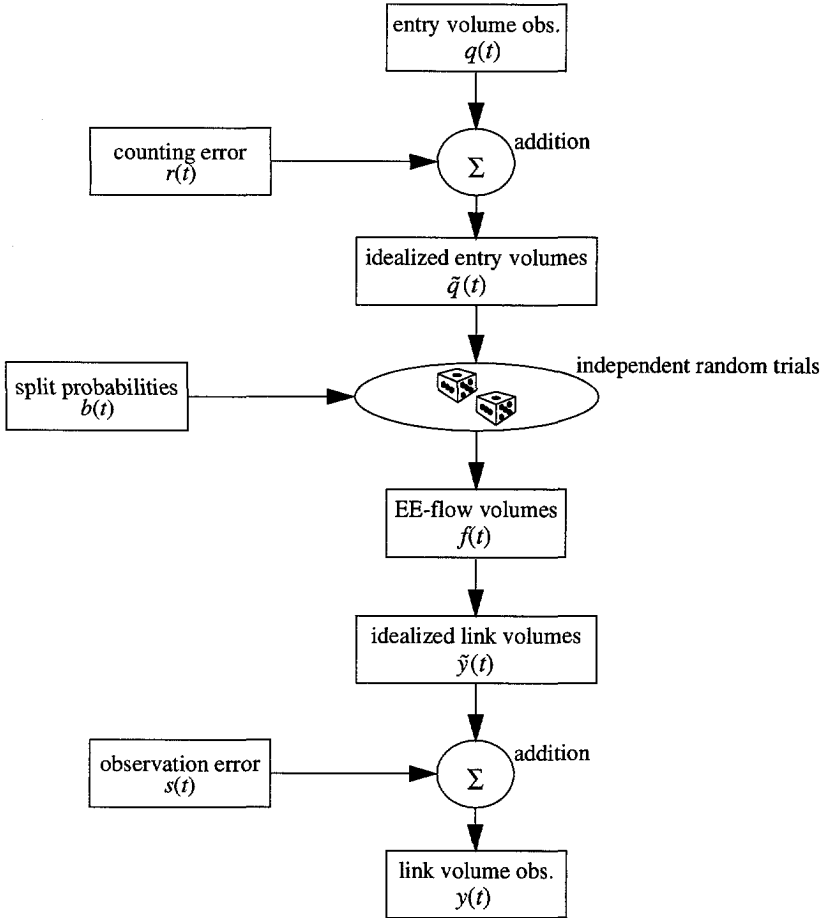 entry volume obs.
q(t)
addition
counting error
r(t)
Σ
idealized entry volumes
q̃(t)
independent random trials
split probabilities
b(t)
EE-flow volumes
f(t)
idealized link volumes
ỹ(t)
addition
observation error
s(t)
Σ
link volume obs.
y(t)